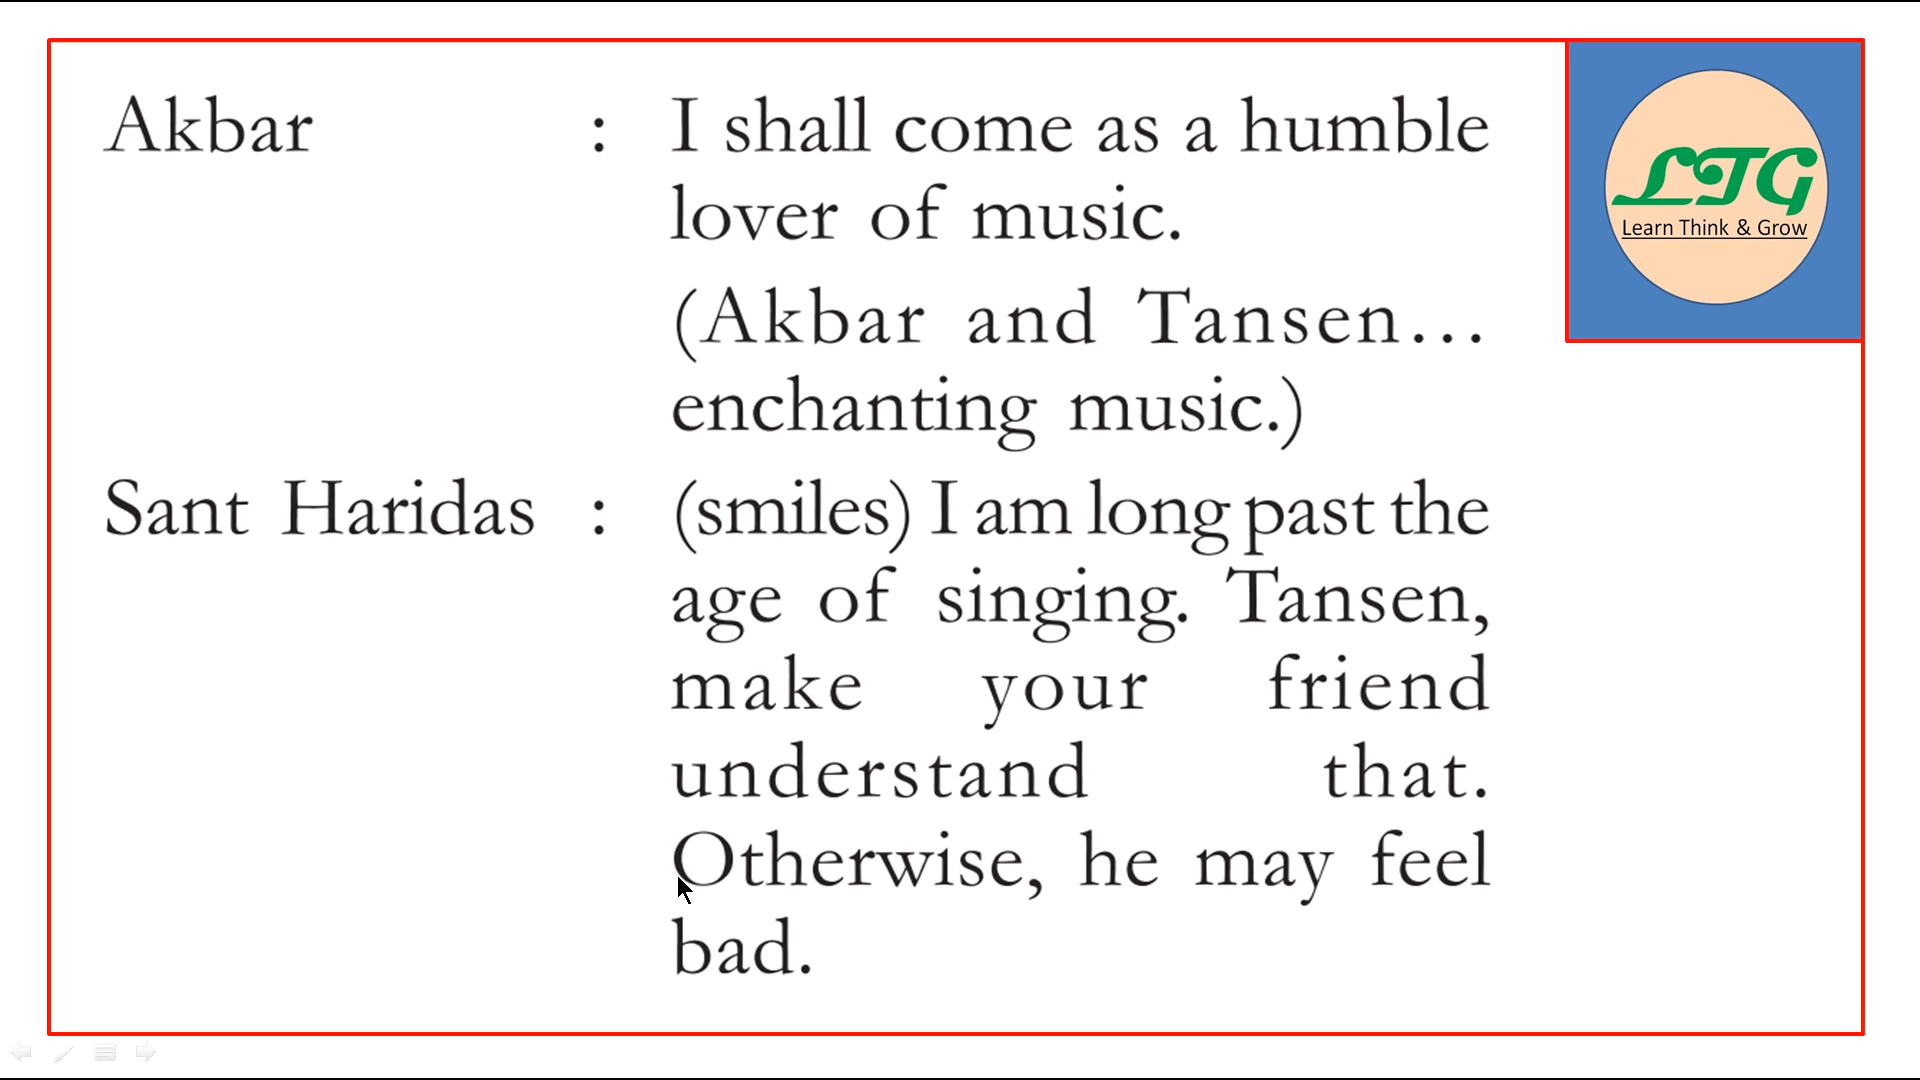 Akbar : I shall come as a humble
lover of music.
(Akbar and Tansen...
enchanting music.)
Sant Haridas : (smiles) I am long past the
age of singing. Tansen,
make your friend
understand that.
Otherwise, he may feel
bad.
LTG
Learn Think & Grow